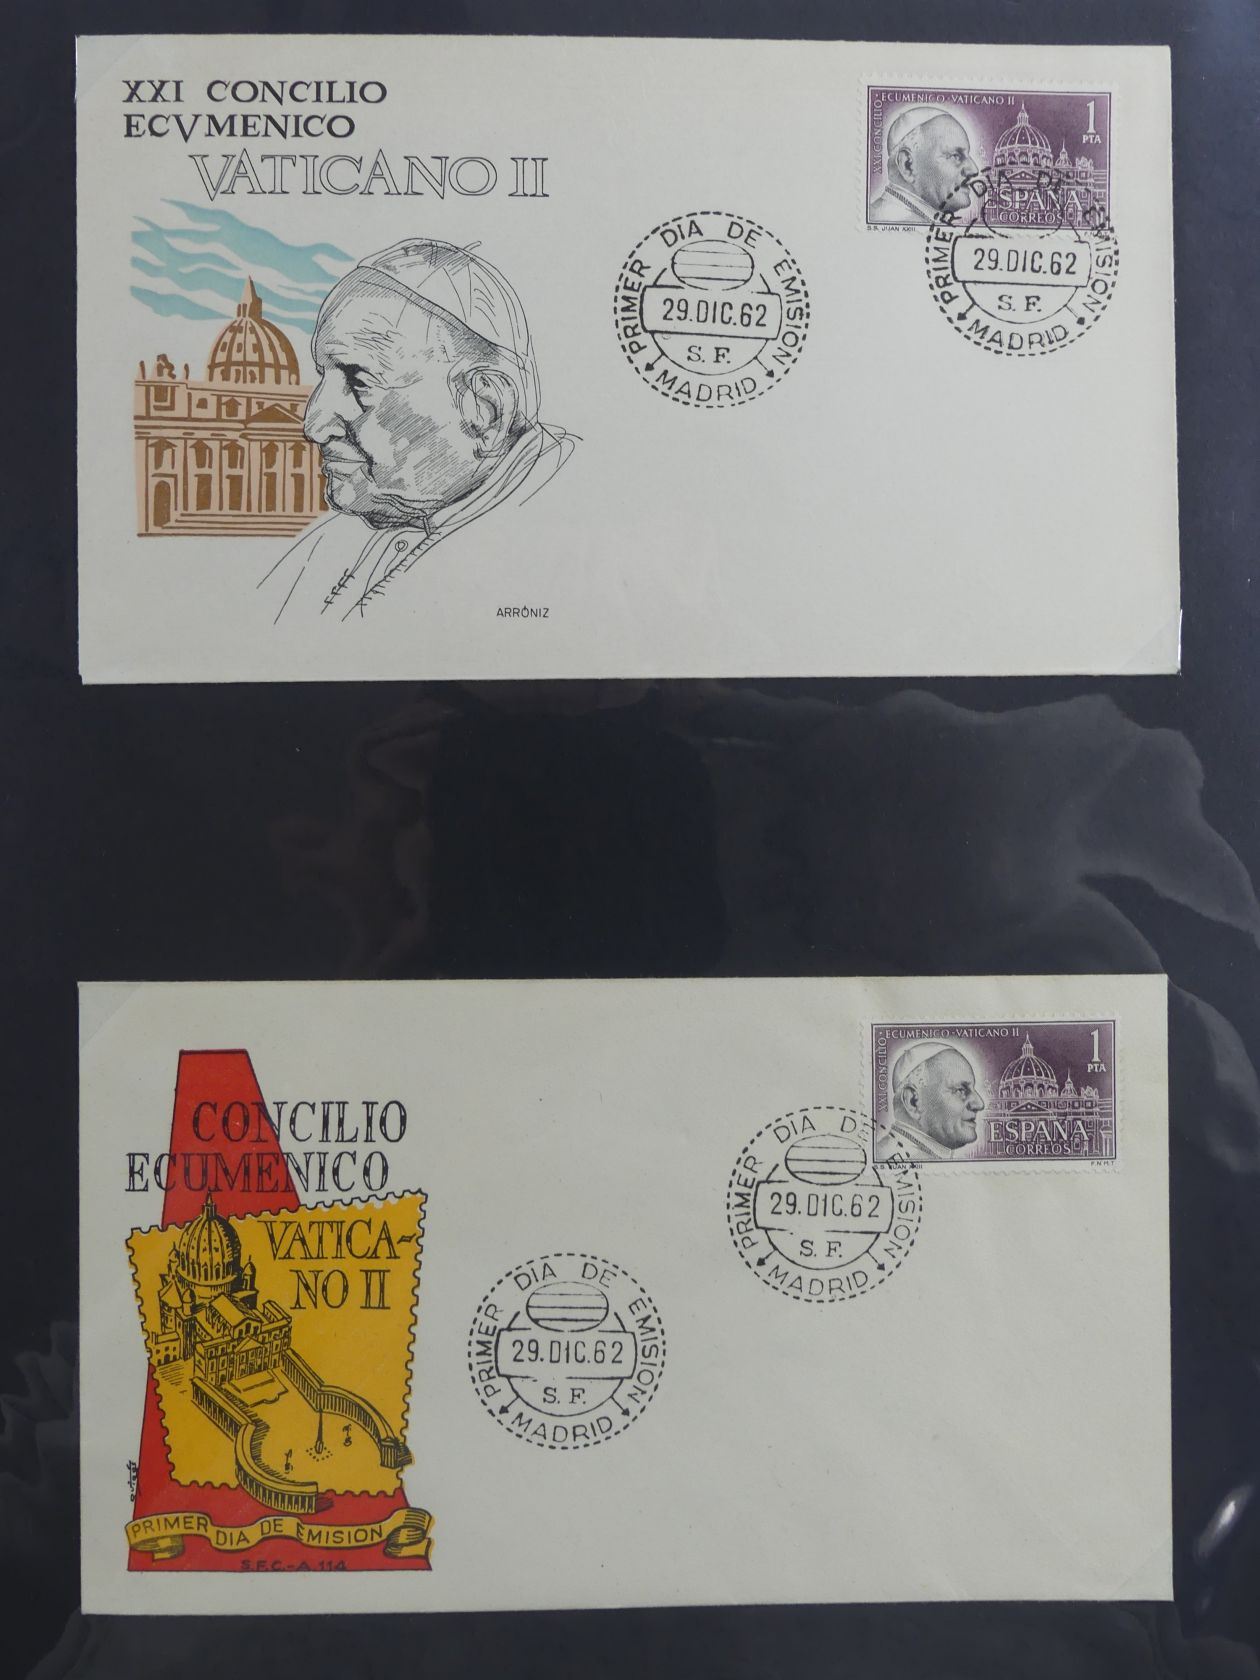 XXI CONCILIO
ECVMENICO
VATICANO II
ARRÓNIZ
PRIMER DIA DE EMISION
29.DIC.62
S.F.
MADRID
XXI CONCILIO · ECUMENICO · VATICANO II
1
PTA
ESPAÑA
CORREOS
S.S. JUAN XXIII
PRIMER DIA DE EMISION
29.DIC.62
S.F.
MADRID
CONCILIO
ECUMENICO
VATICA-
NO II
PRIMER DIA DE EMISION
S.F.C.-A.114
PRIMER DIA DE EMISION
29.DIC.62
S.F.
MADRID
PRIMER DIA DE EMISION
29.DIC.62
S.F.
MADRID
XXI CONCILIO · ECUMENICO · VATICANO II
1
PTA
ESPAÑA
CORREOS
S.S. JUAN XXIII
F.N.M.T